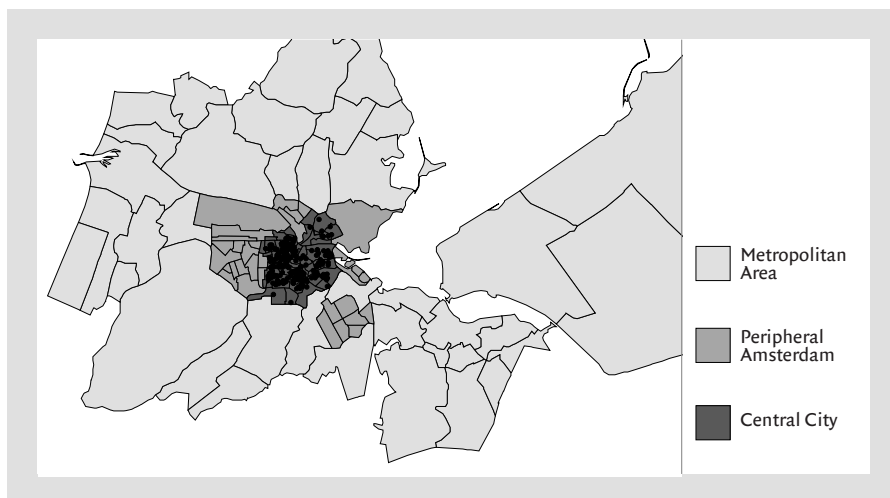 Metropolitan
Area
Peripheral
Amsterdam
Central City